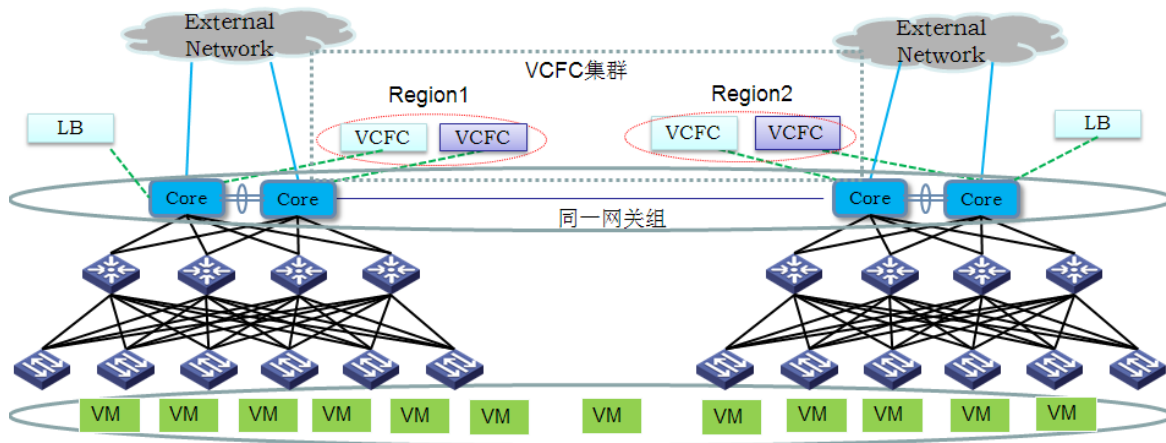 External
Network
External
Network
VCFC集群
Region1
Region2
LB
VCFC
VCFC
VCFC
VCFC
LB
Core
Core
Core
Core
同一网关组
VM
VM
VM
VM
VM
VM
VM
VM
VM
VM
VM
VM